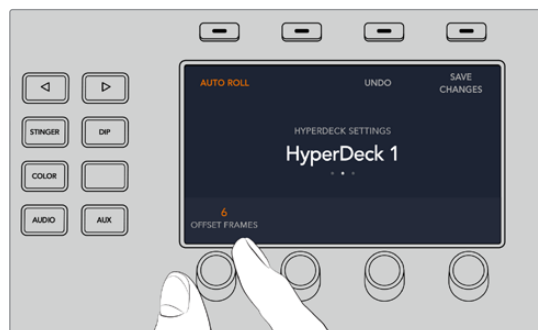 AUTO ROLL
UNDO
SAVE
CHANGES
HYPERDECK SETTINGS
HyperDeck 1
6
OFFSET FRAMES
STINGER
DIP
COLOR
AUDIO
AUX